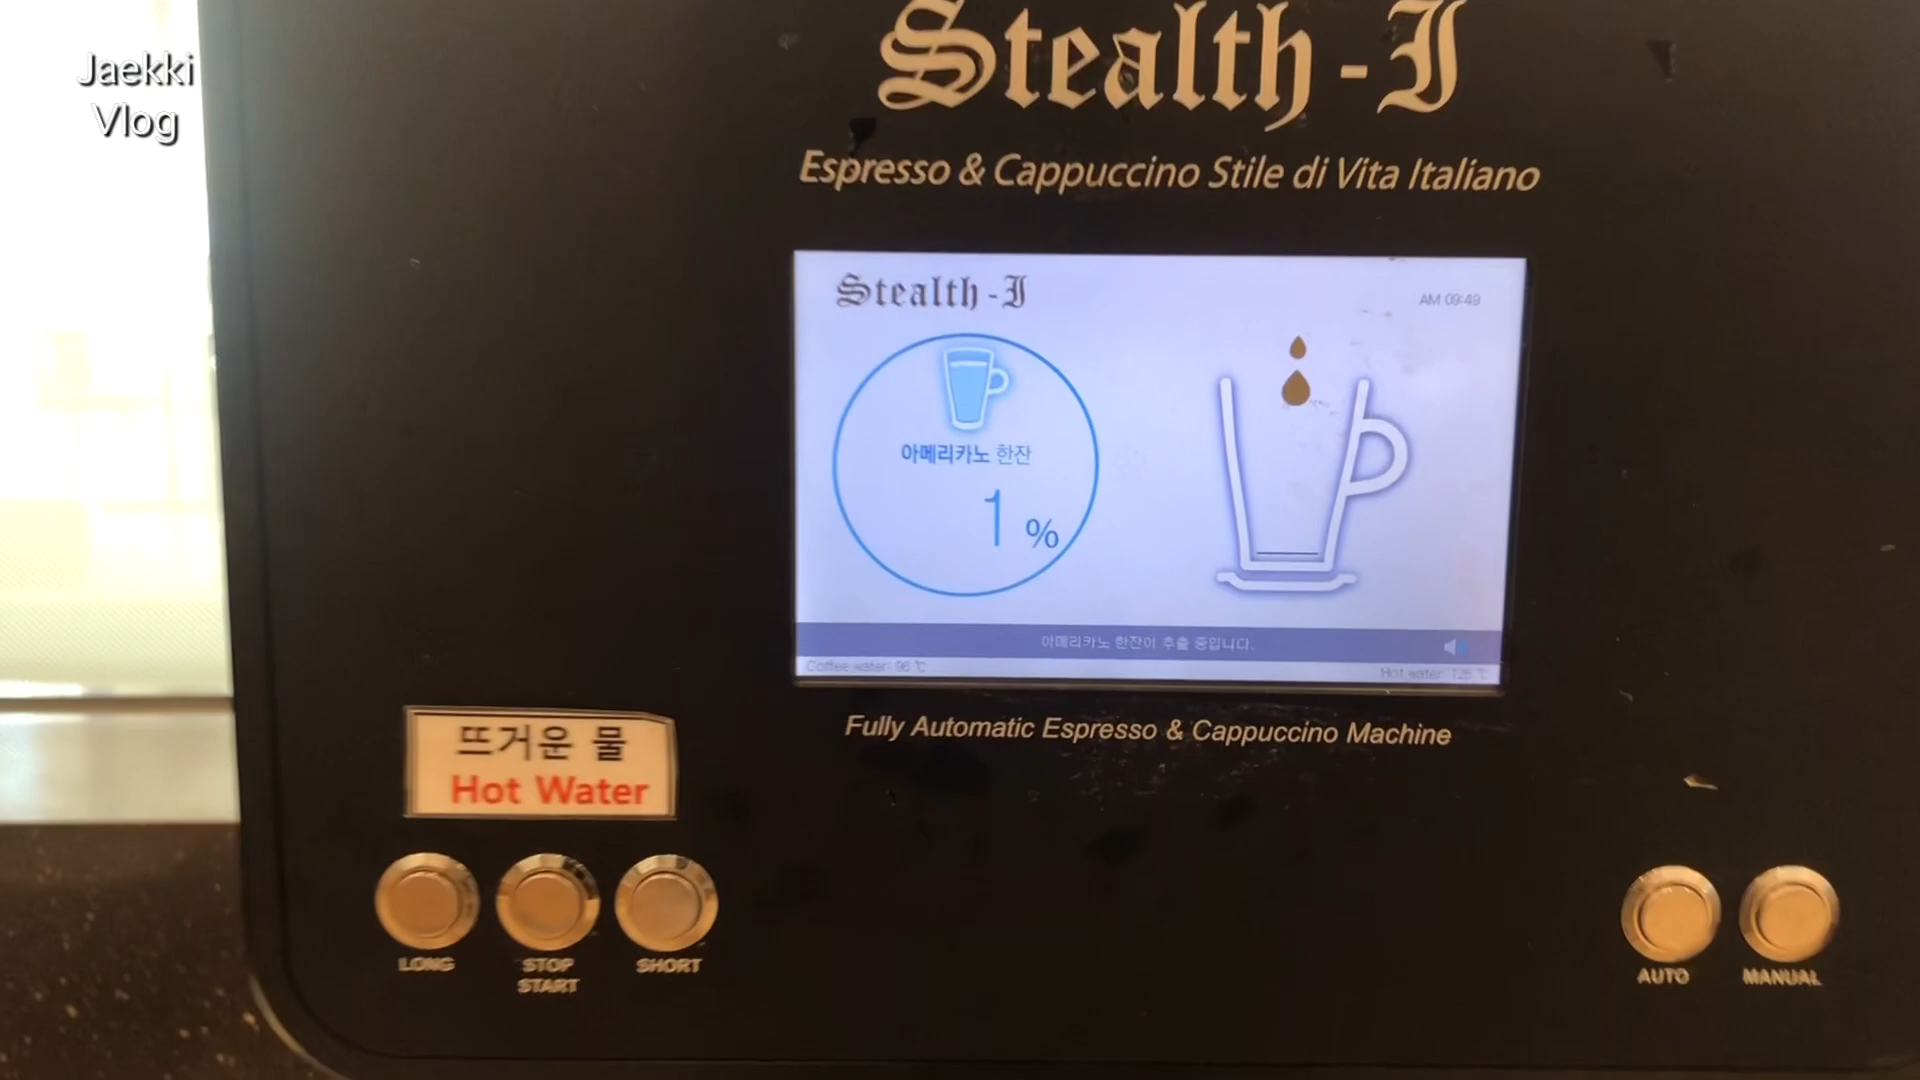 Jaekki
Vlog
Stealth-I
Espresso & Cappuccino Stile di Vita Italiano
Stealth-I
AM 09:49
아메리카노 한잔
1 %
아메리카노 한잔이 추출 중입니다.
Coffee water: 96 ℃
Hot water: 125 ℃
Fully Automatic Espresso & Cappuccino Machine
뜨거운 물
Hot Water
LONG
STOP
START
SHORT
AUTO
MANUAL